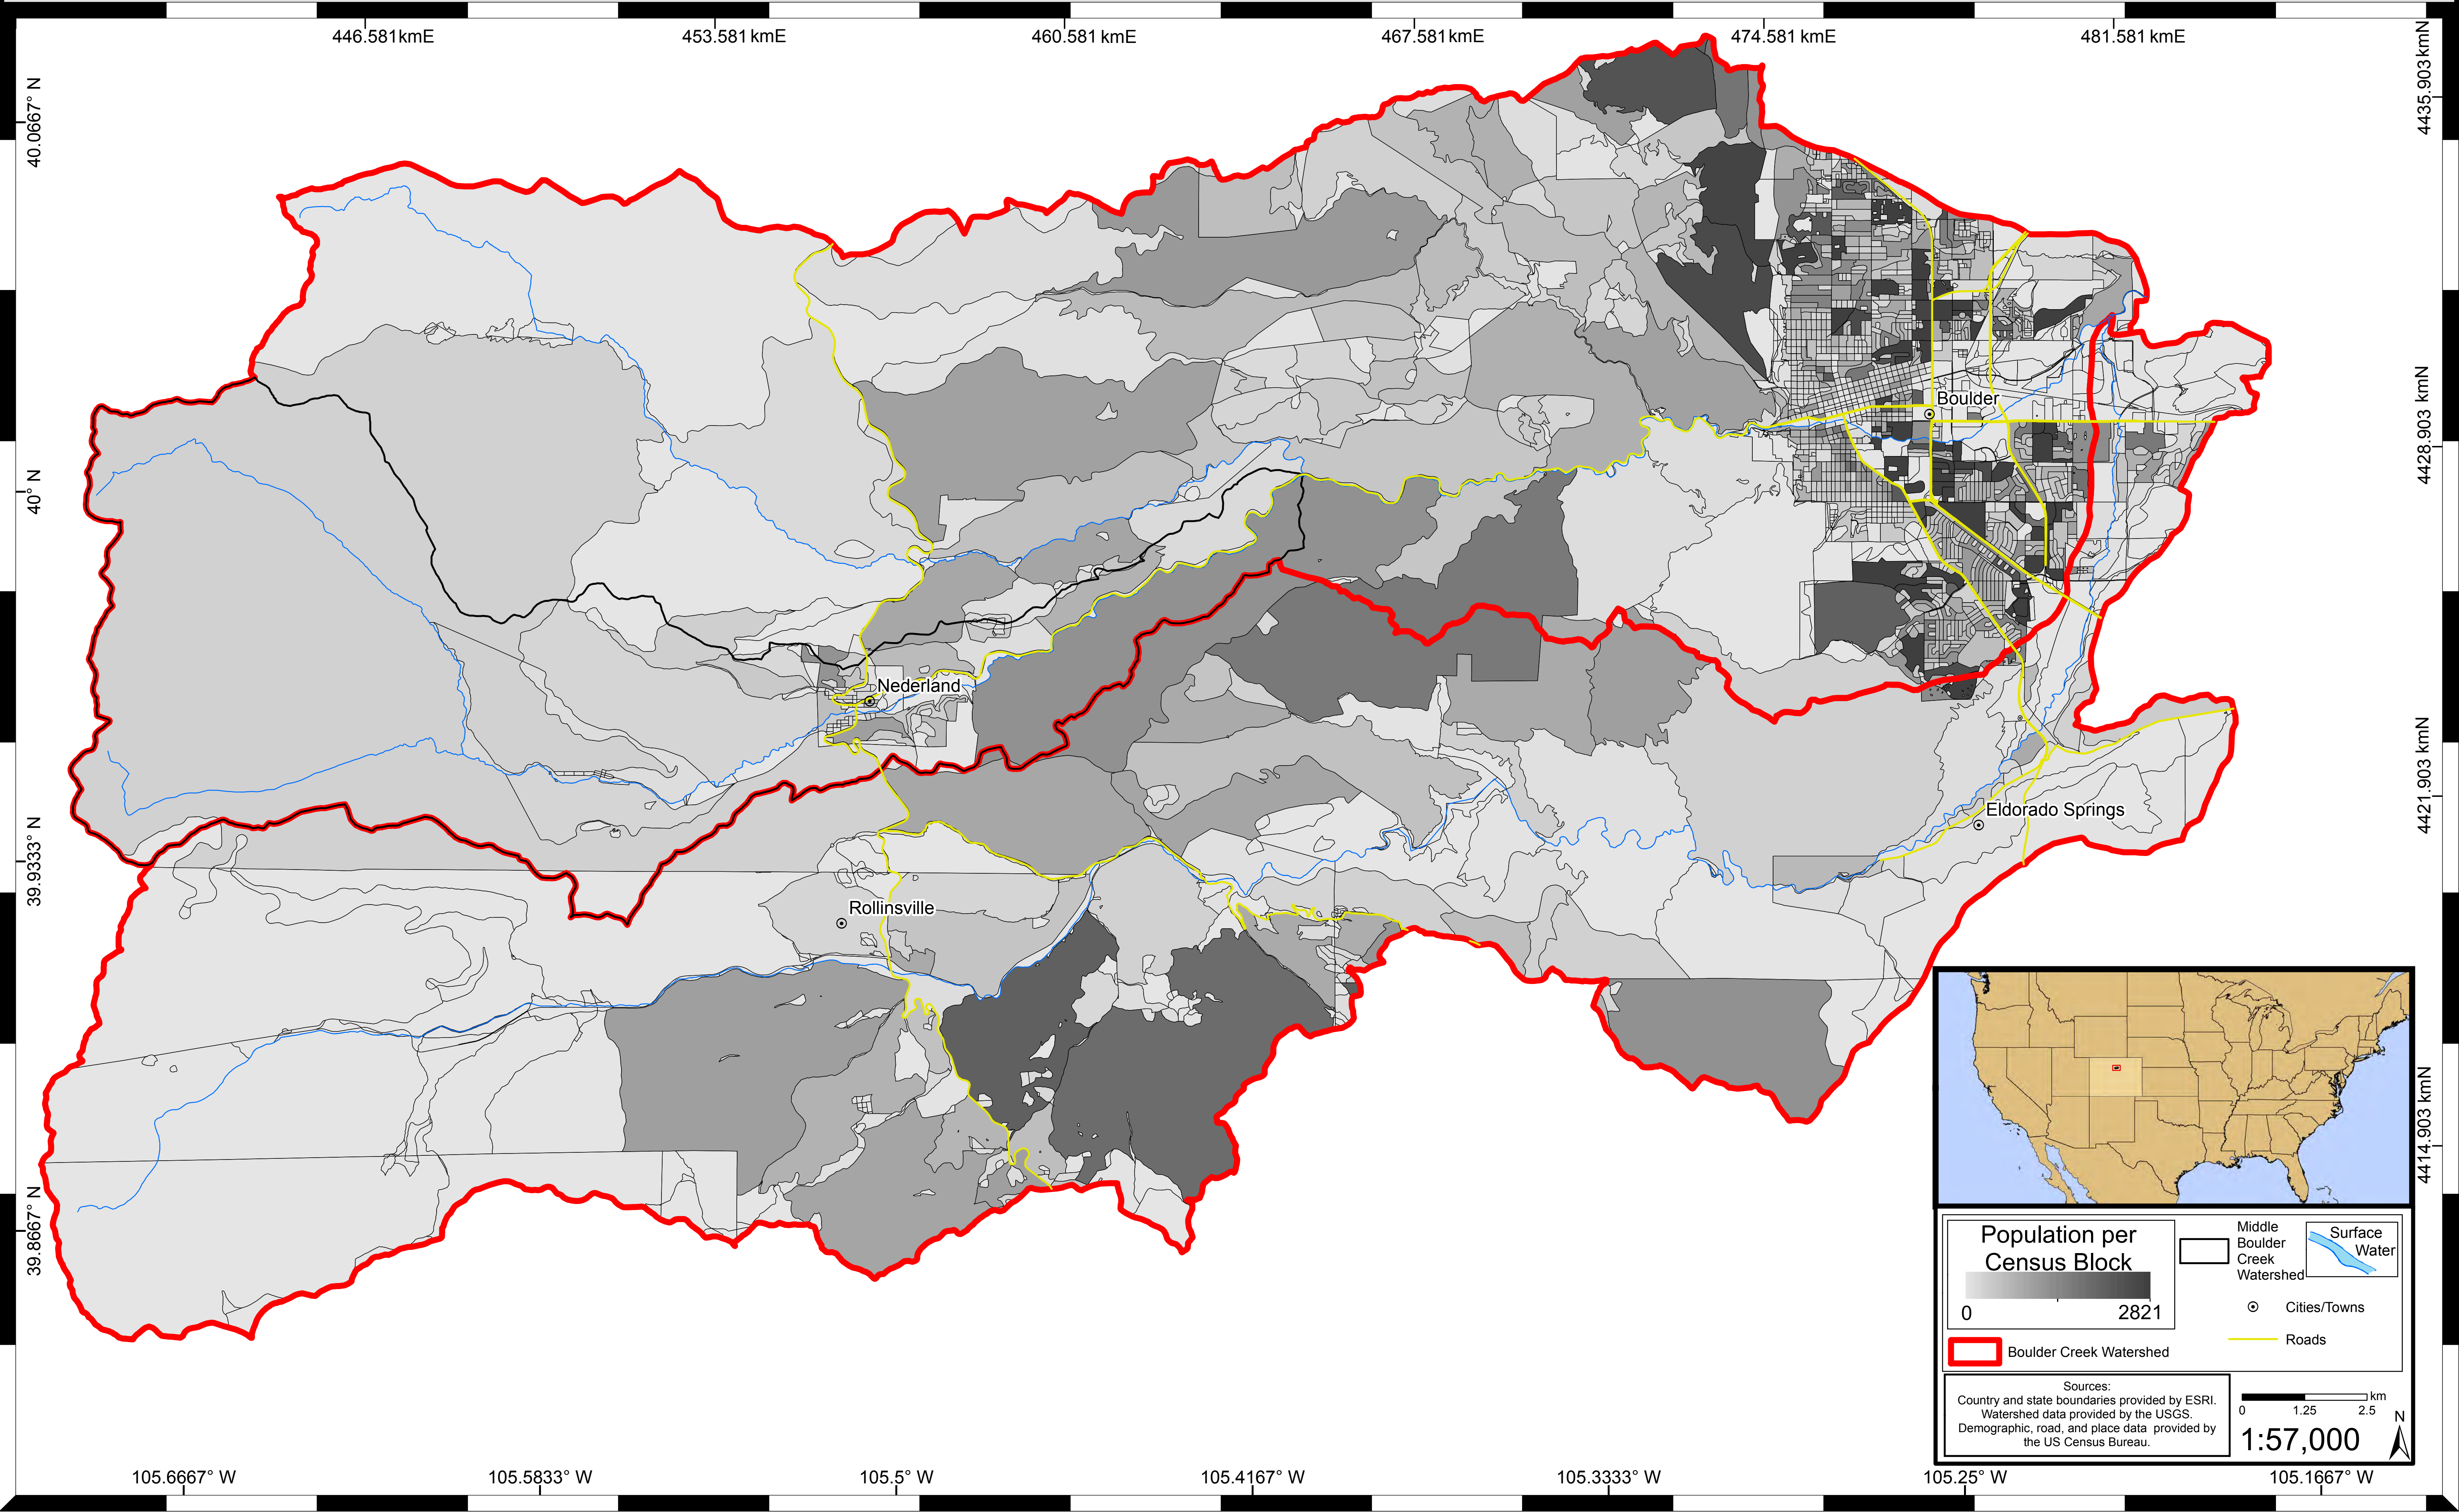 446.581 kmE
453.581 kmE
460.581 kmE
467.581 kmE
474.581 kmE
481.581 kmE
40.0667° N
40° N
39.9333° N
39.8667° N
4435.903 kmN
4428.903 kmN
4421.903 kmN
4414.903 kmN
Boulder
Nederland
Eldorado Springs
Rollinsville
Population per
Census Block
0
2821
Boulder Creek Watershed
Middle
Boulder
Creek
Watershed
Surface
Water
Cities/Towns
Roads
Sources:
Country and state boundaries provided by ESRI.
Watershed data provided by the USGS.
Demographic, road, and place data provided by
the US Census Bureau.
km
0 1.25 2.5
1:57,000
N
105.6667° W
105.5833° W
105.5° W
105.4167° W
105.3333° W
105.25° W
105.1667° W